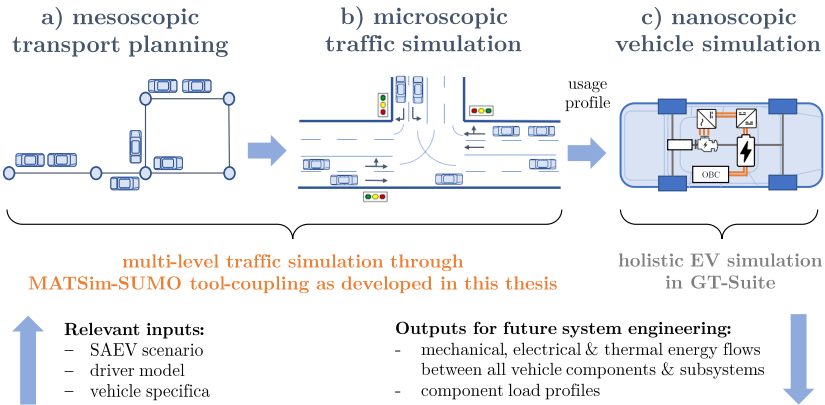 a) mesoscopic
transport planning
b) microscopic
traffic simulation
c) nanoscopic
vehicle simulation
usage
profile
OBC
multi-level traffic simulation through
MATSim-SUMO tool-coupling as developed in this thesis
holistic EV simulation
in GT-Suite
Relevant inputs:
– SAEV scenario
– driver model
– vehicle specifica
Outputs for future system engineering:
- mechanical, electrical & thermal energy flows
between all vehicle components & subsystems
- component load profiles